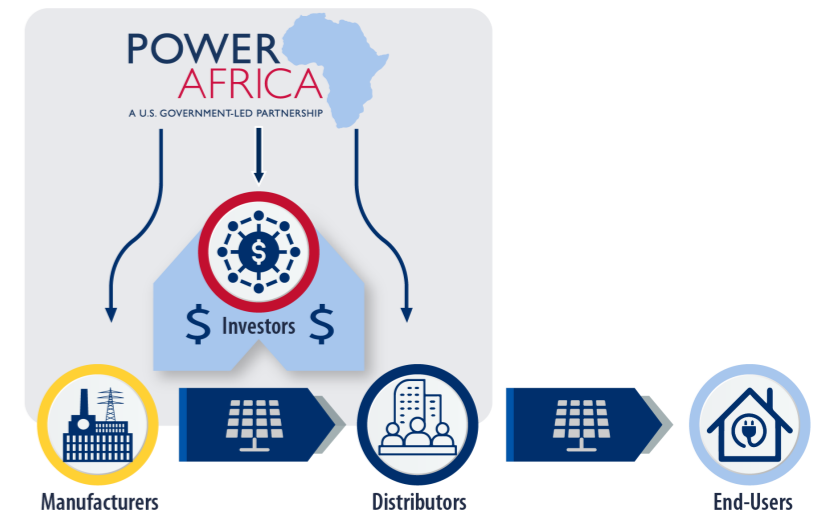 POWER
AFRICA
A U.S. GOVERNMENT-LED PARTNERSHIP
$
$ Investors $
Manufacturers
Distributors
End-Users